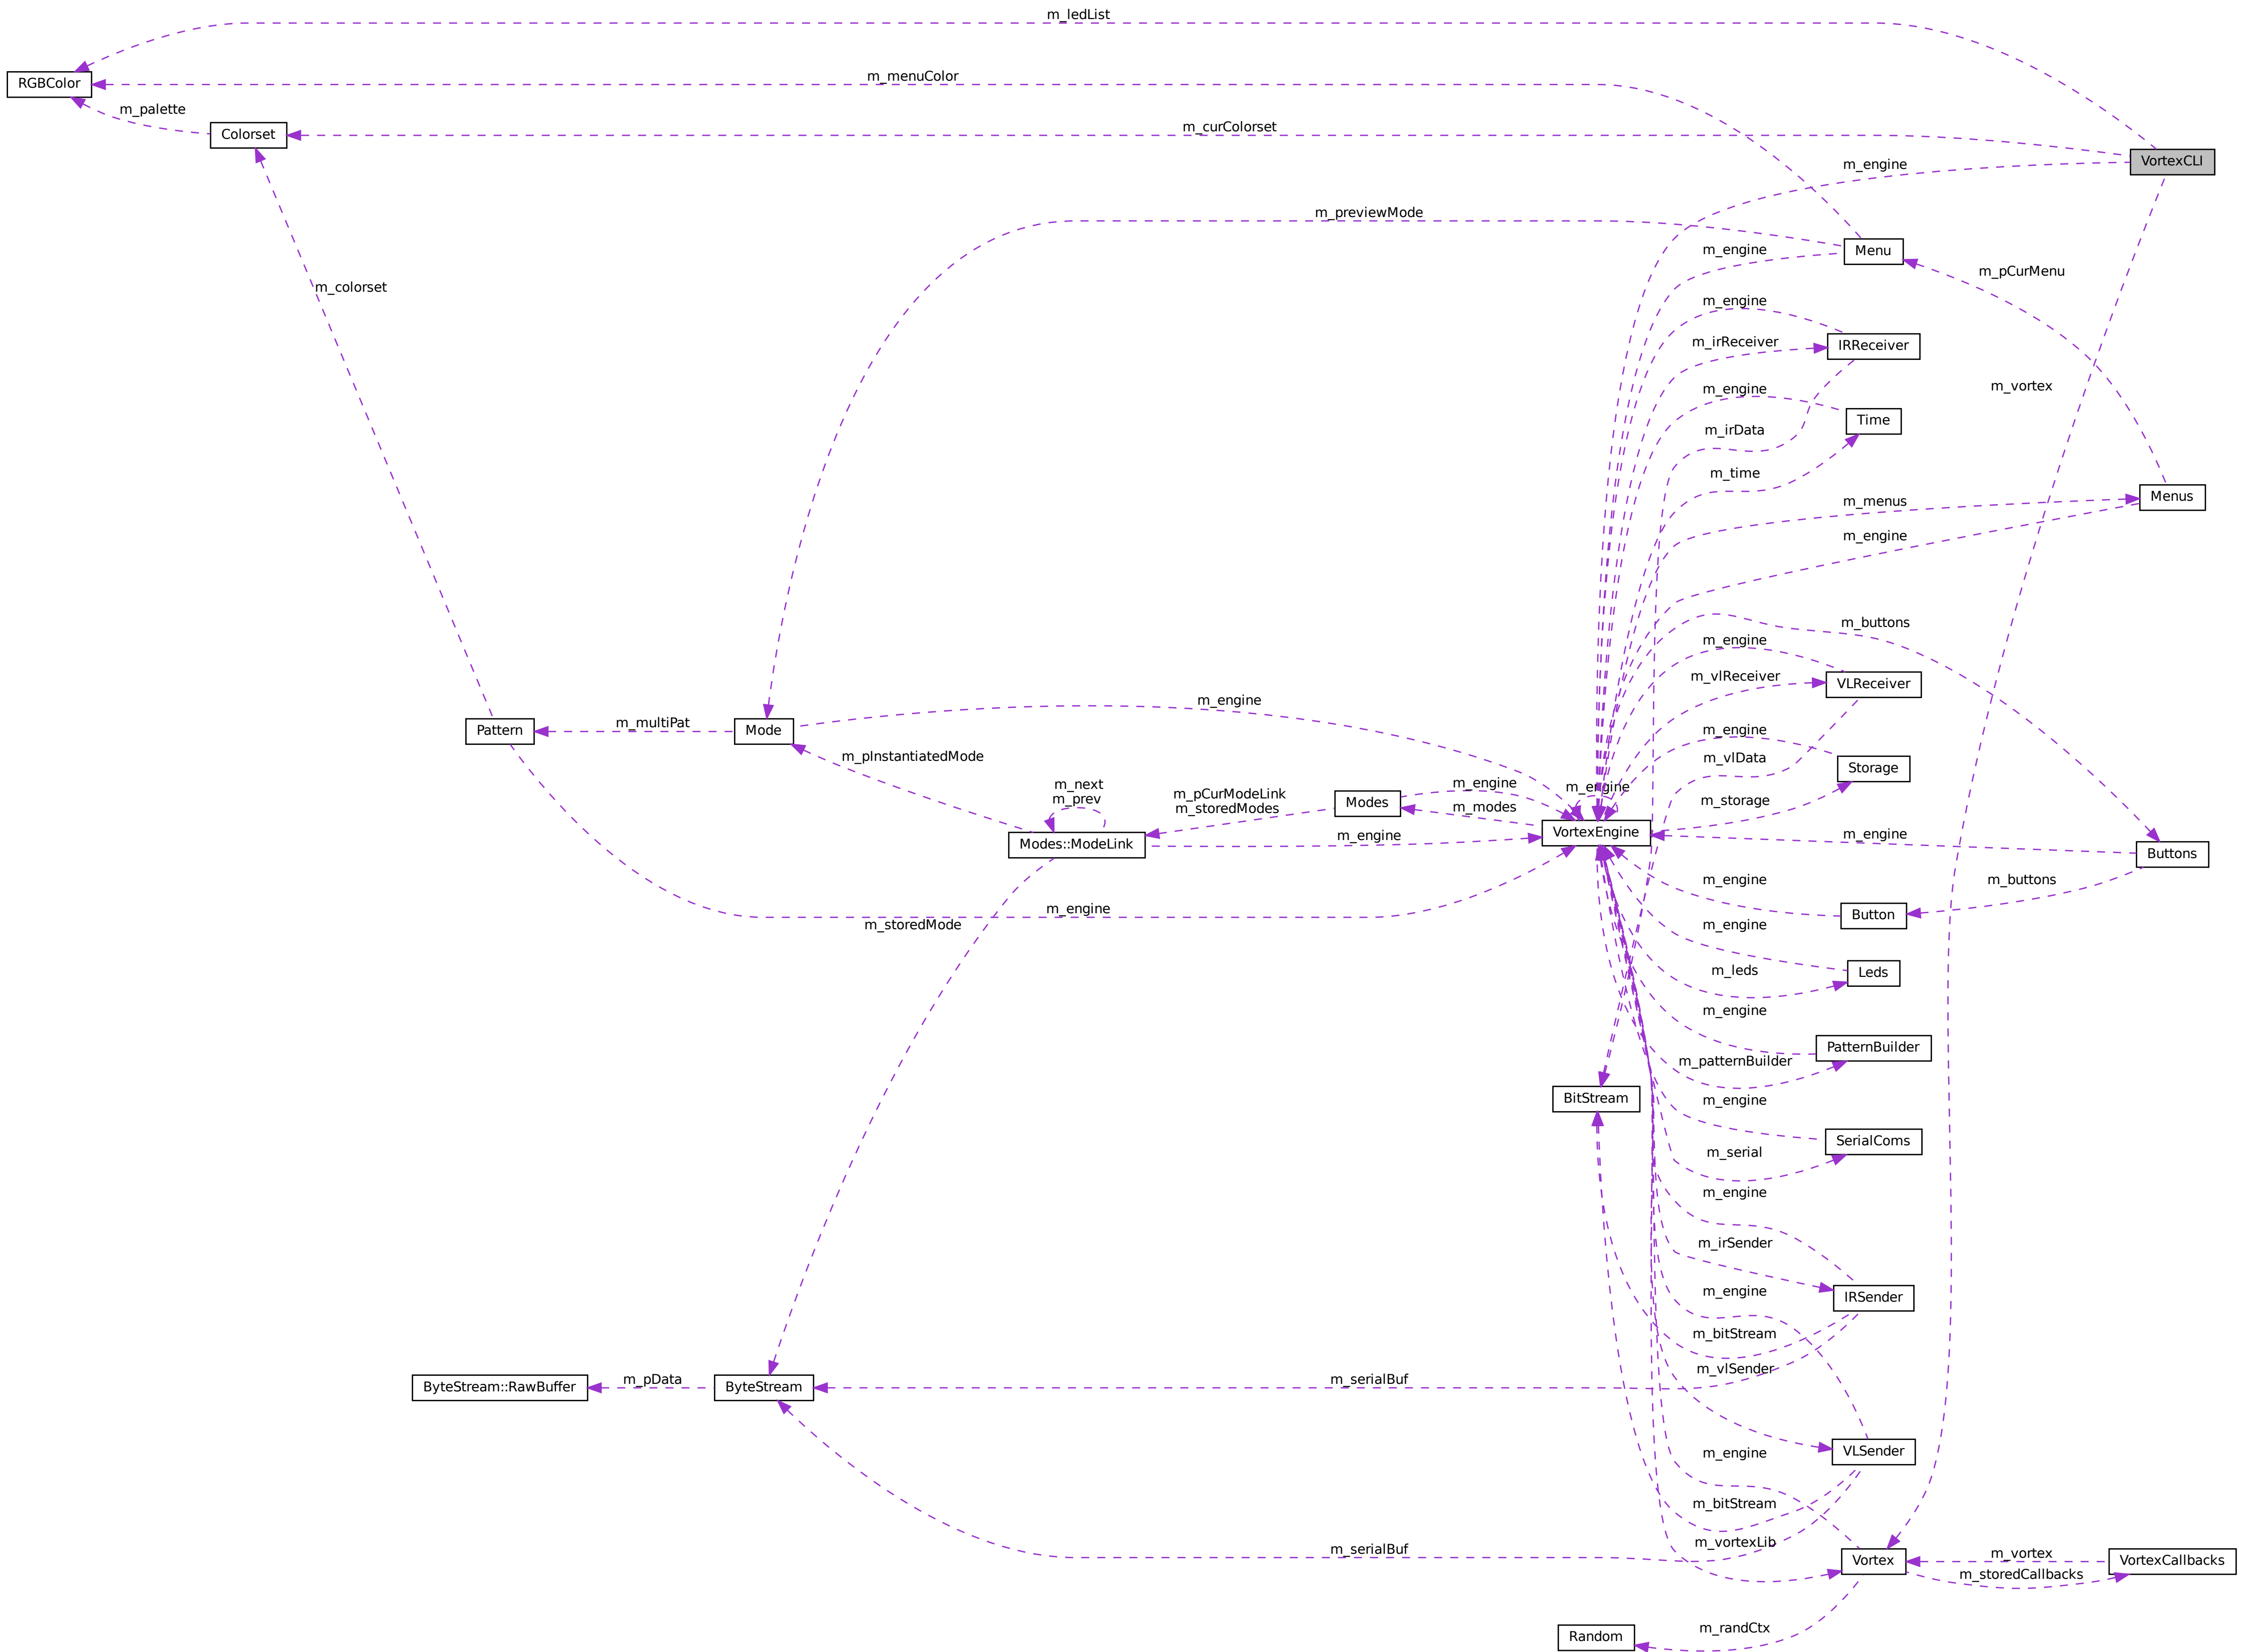 m_ledList
RGBColor
m_menuColor
m_palette
Colorset
m_curColorset
VortexCLI
m_engine
m_previewMode
m_engine
Menu
m_pCurMenu
m_colorset
m_engine
m_irReceiver
IRReceiver
m_vortex
m_engine
Time
m_irData
m_time
m_menus
Menus
m_engine
m_buttons
m_engine
m_vlReceiver
VLReceiver
m_engine
Pattern
m_multiPat
Mode
m_engine
m_pInstantiatedMode
m_vlData
Storage
m_next
m_prev
m_pCurModeLink
m_storedModes
Modes
m_engine
m_modes
m_engine
m_storage
Modes::ModeLink
m_engine
VortexEngine
m_engine
Buttons
m_engine
m_buttons
m_storedMode
m_engine
Button
m_engine
m_leds
Leds
m_engine
PatternBuilder
m_patternBuilder
BitStream
m_engine
SerialComs
m_serial
m_engine
m_irSender
IRSender
m_engine
m_bitStream
m_vlSender
ByteStream::RawBuffer
m_pData
ByteStream
m_serialBuf
VLSender
m_engine
m_bitStream
m_vortexLib
m_serialBuf
Vortex
m_vortex
m_storedCallbacks
VortexCallbacks
m_randCtx
Random